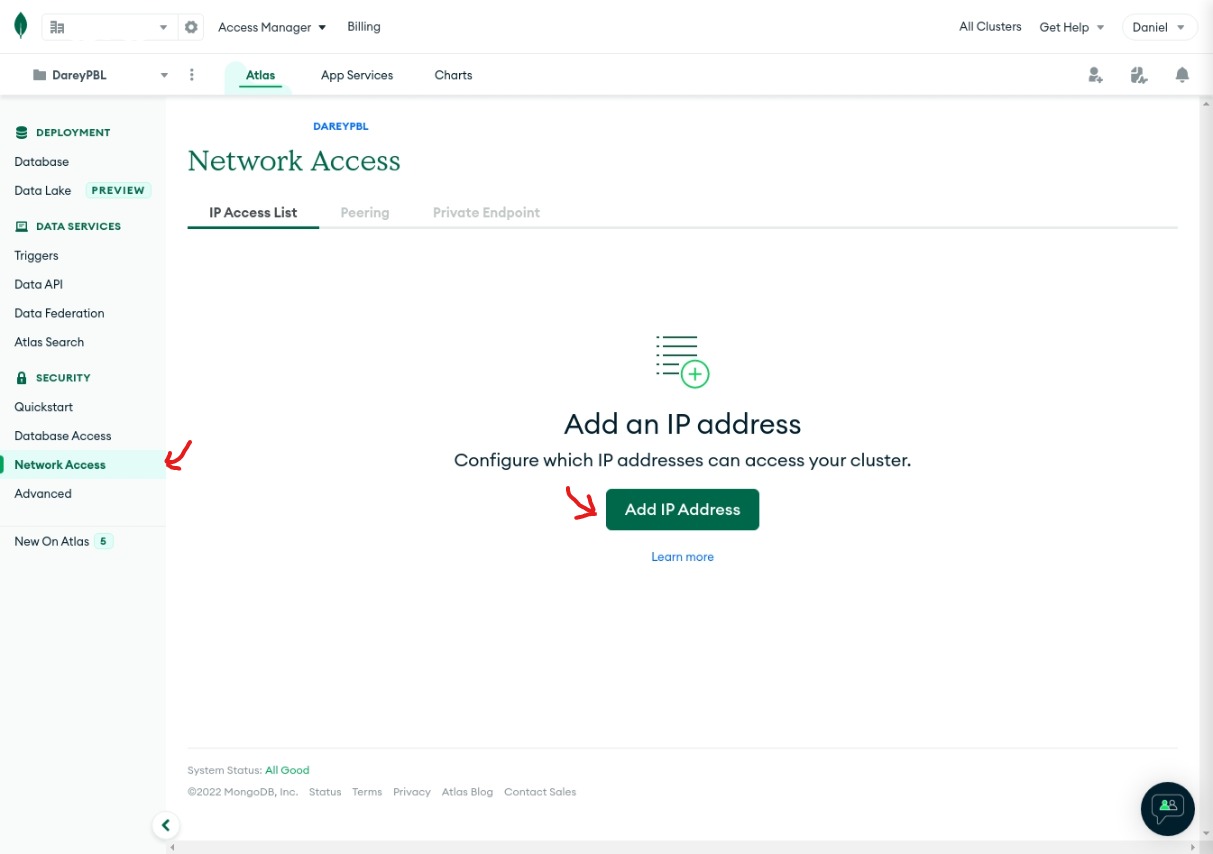 Access Manager Billing All Clusters Get Help Daniel
DareyPBL Atlas App Services Charts
DEPLOYMENT
Database
Data Lake PREVIEW
DATA SERVICES
Triggers
Data API
Data Federation
Atlas Search
SECURITY
Quickstart
Database Access
Network Access
Advanced
New On Atlas 5
DAREYPBL
Network Access
IP Access List Peering Private Endpoint
Add an IP address
Configure which IP addresses can access your cluster.
Add IP Address
Learn more
System Status: All Good
©2022 MongoDB, Inc. Status Terms Privacy Atlas Blog Contact Sales